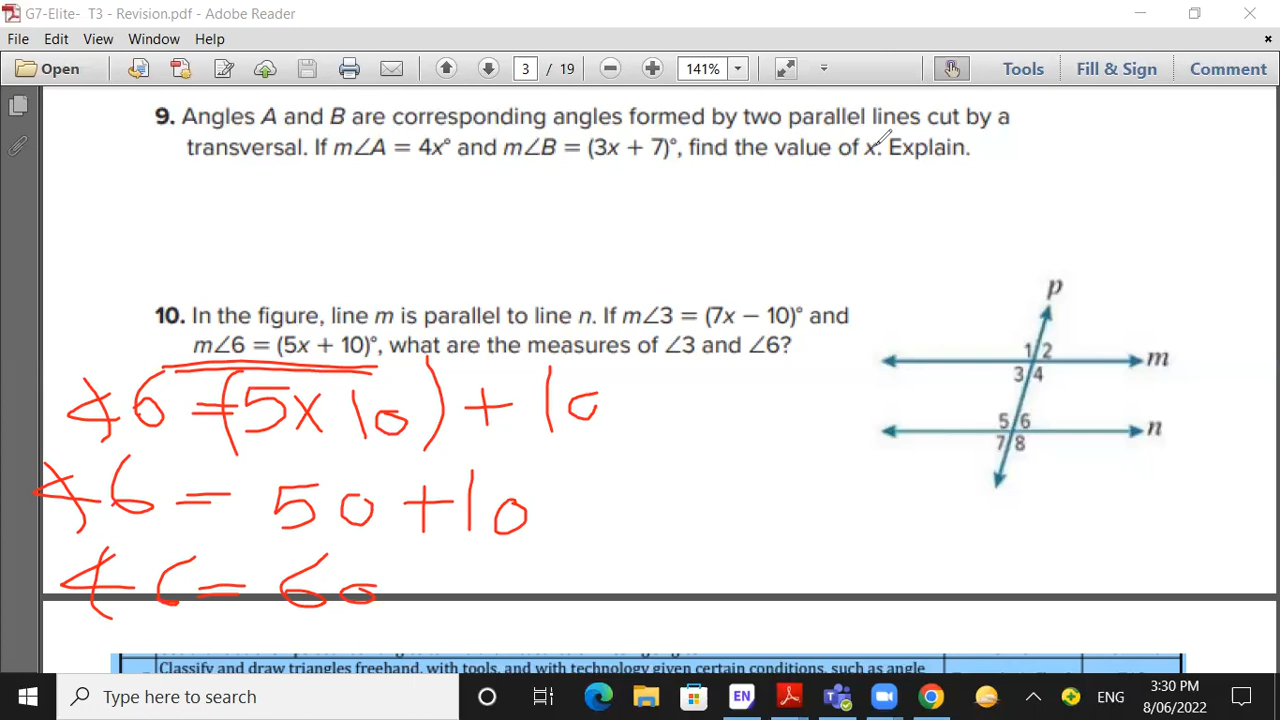 G7-Elite- T3 - Revision.pdf - Adobe Reader
File Edit View Window Help
Open 3 / 19 141% Tools Fill & Sign Comment
9. Angles A and B are corresponding angles formed by two parallel lines cut by a
transversal. If m∠A = 4x° and m∠B = (3x + 7)°, find the value of x. Explain.
10. In the figure, line m is parallel to line n. If m∠3 = (7x − 10)° and
m∠6 = (5x + 10)°, what are the measures of ∠3 and ∠6?
p
1 2 m
3 4
5 6 n
7 8
∠6 = (5x10) + 10
∠6 = 50 + 10
∠6 = 60
Classify and draw triangles freehand, with tools, and with technology given certain conditions, such as angle
Type here to search EN ENG 3:30 PM
8/06/2022